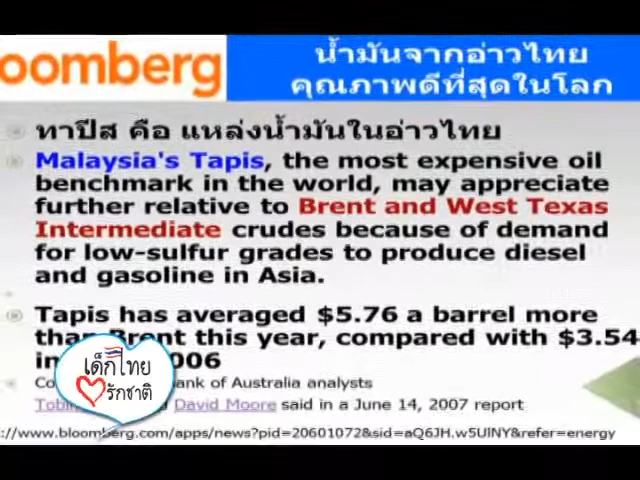 oomberg
น้ำมันจากอ่าวไทย
คุณภาพดีที่สุดในโลก
ทาปีส คือ แหล่งน้ำมันในอ่าวไทย
Malaysia's Tapis, the most expensive oil
benchmark in the world, may appreciate
further relative to Brent and West Texas
Intermediate crudes because of demand
for low-sulfur grades to produce diesel
and gasoline in Asia.
Tapis has averaged $5.76 a barrel more
than Brent this year, compared with $3.54
in 2006
เด็กไทย
รักชาติ
Co ank of Australia analysts
Tobin David Moore said in a June 14, 2007 report
://www.bloomberg.com/apps/news?pid=20601072&sid=aQ6JH.w5UlNY&refer=energy